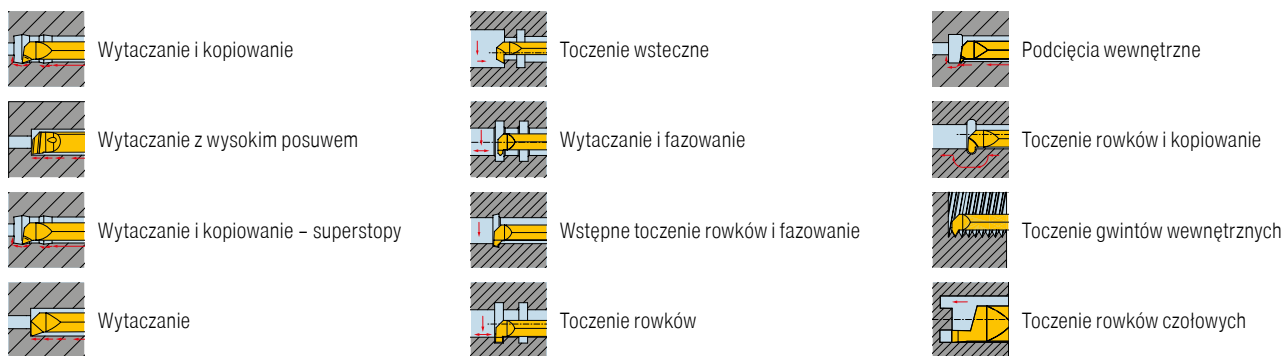 Wytaczanie i kopiowanie
Wytaczanie z wysokim posuwem
Wytaczanie i kopiowanie – superstopy
Wytaczanie
Toczenie wsteczne
Wytaczanie i fazowanie
Wstępne toczenie rowków i fazowanie
Toczenie rowków
Podcięcia wewnętrzne
Toczenie rowków i kopiowanie
Toczenie gwintów wewnętrznych
Toczenie rowków czołowych